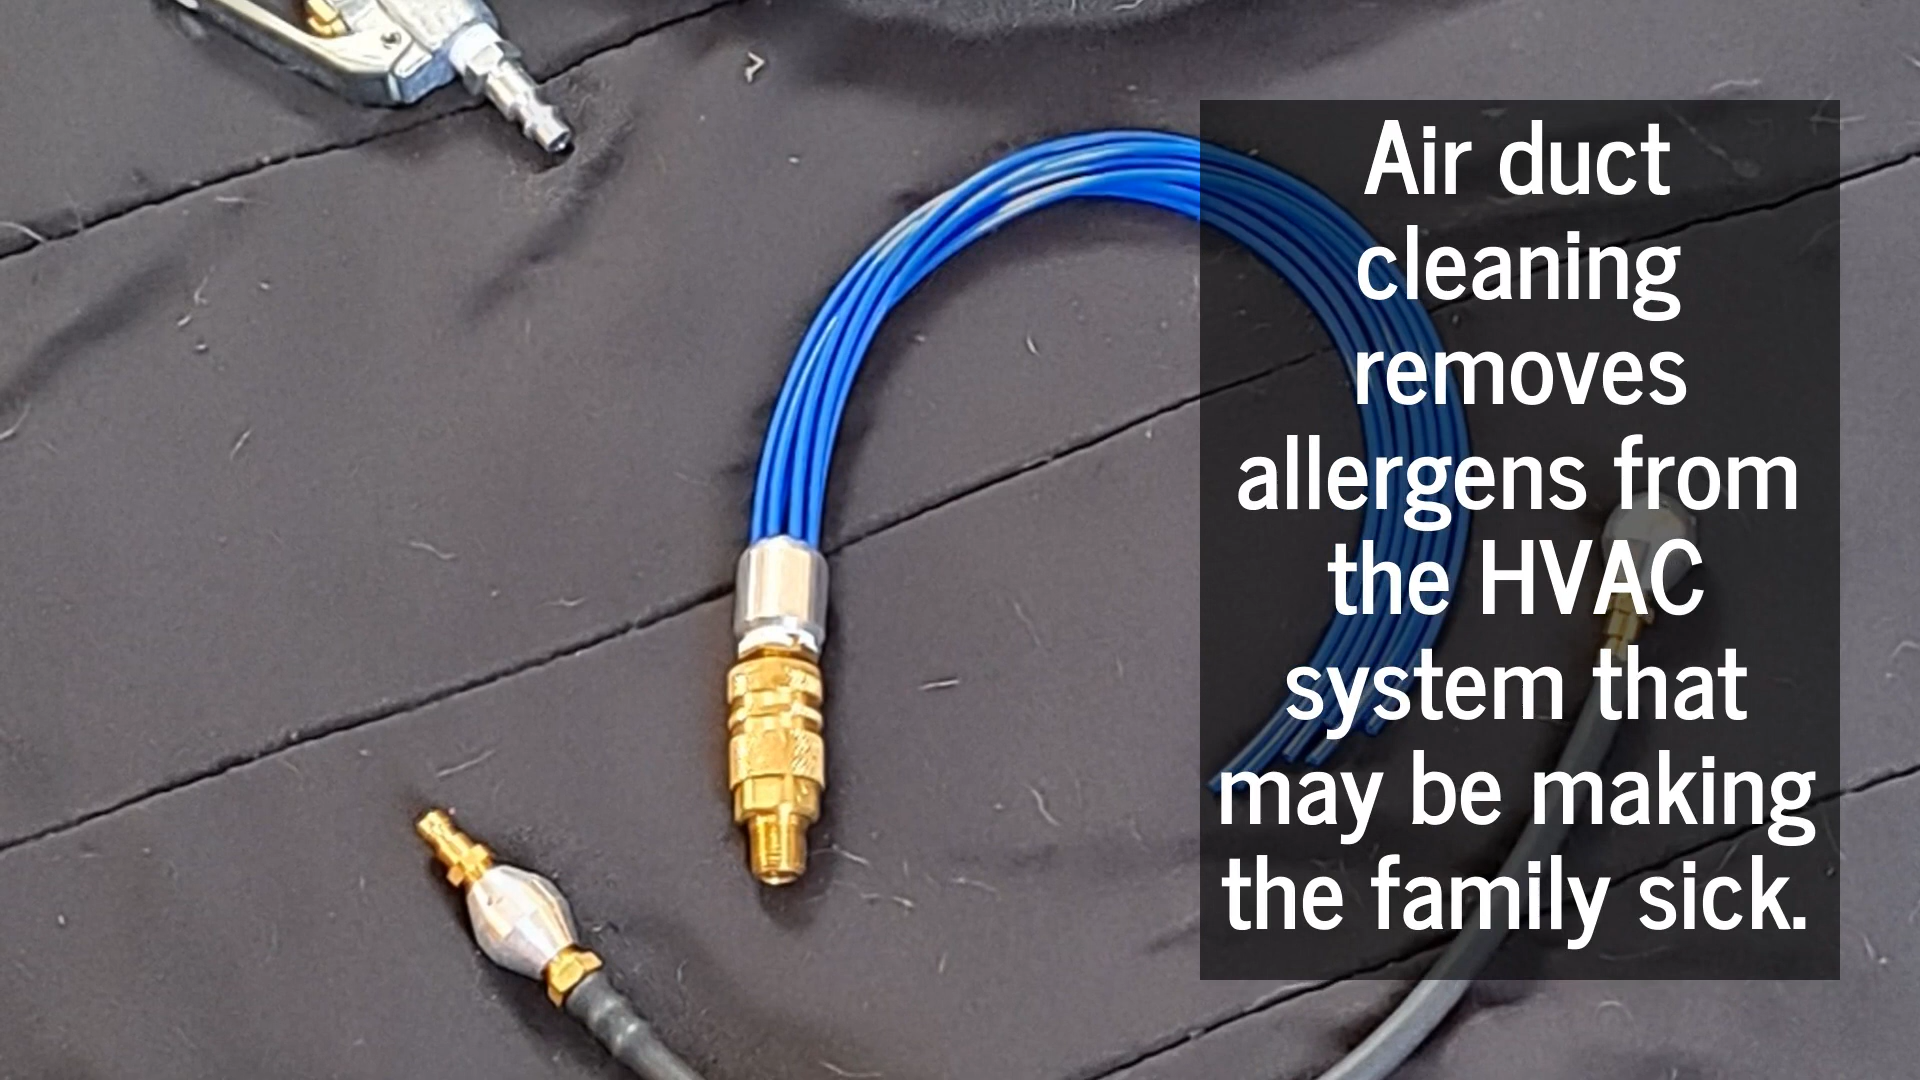 Air duct
cleaning
removes
allergens from
the HVAC
system that
may be making
the family sick.